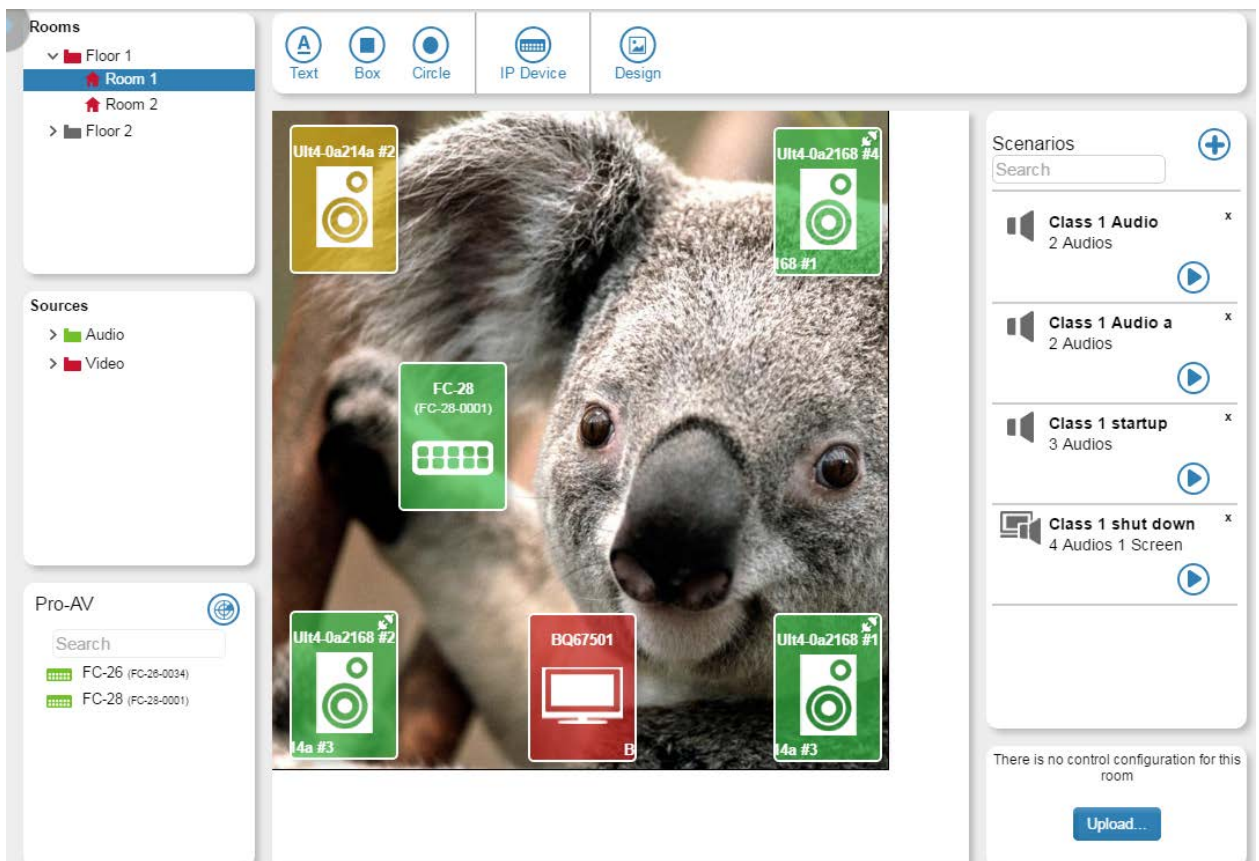 Rooms
Floor 1
Room 1
Room 2
Floor 2
Sources
Audio
Video
Pro-AV
Search
FC-26 (FC-26-0034)
FC-28 (FC-28-0001)
Text
Box
Circle
IP Device
Design
Ult4-0a214a #2
Ult4-0a2168 #4
168 #1
FC-28
(FC-28-0001)
Ult4-0a2168 #2
14a #3
BQ67501
B
Ult4-0a2168 #1
14a #3
Scenarios
Search
Class 1 Audio x
2 Audios
Class 1 Audio a x
2 Audios
Class 1 startup x
3 Audios
Class 1 shut down x
4 Audios 1 Screen
There is no control configuration for this
room
Upload...